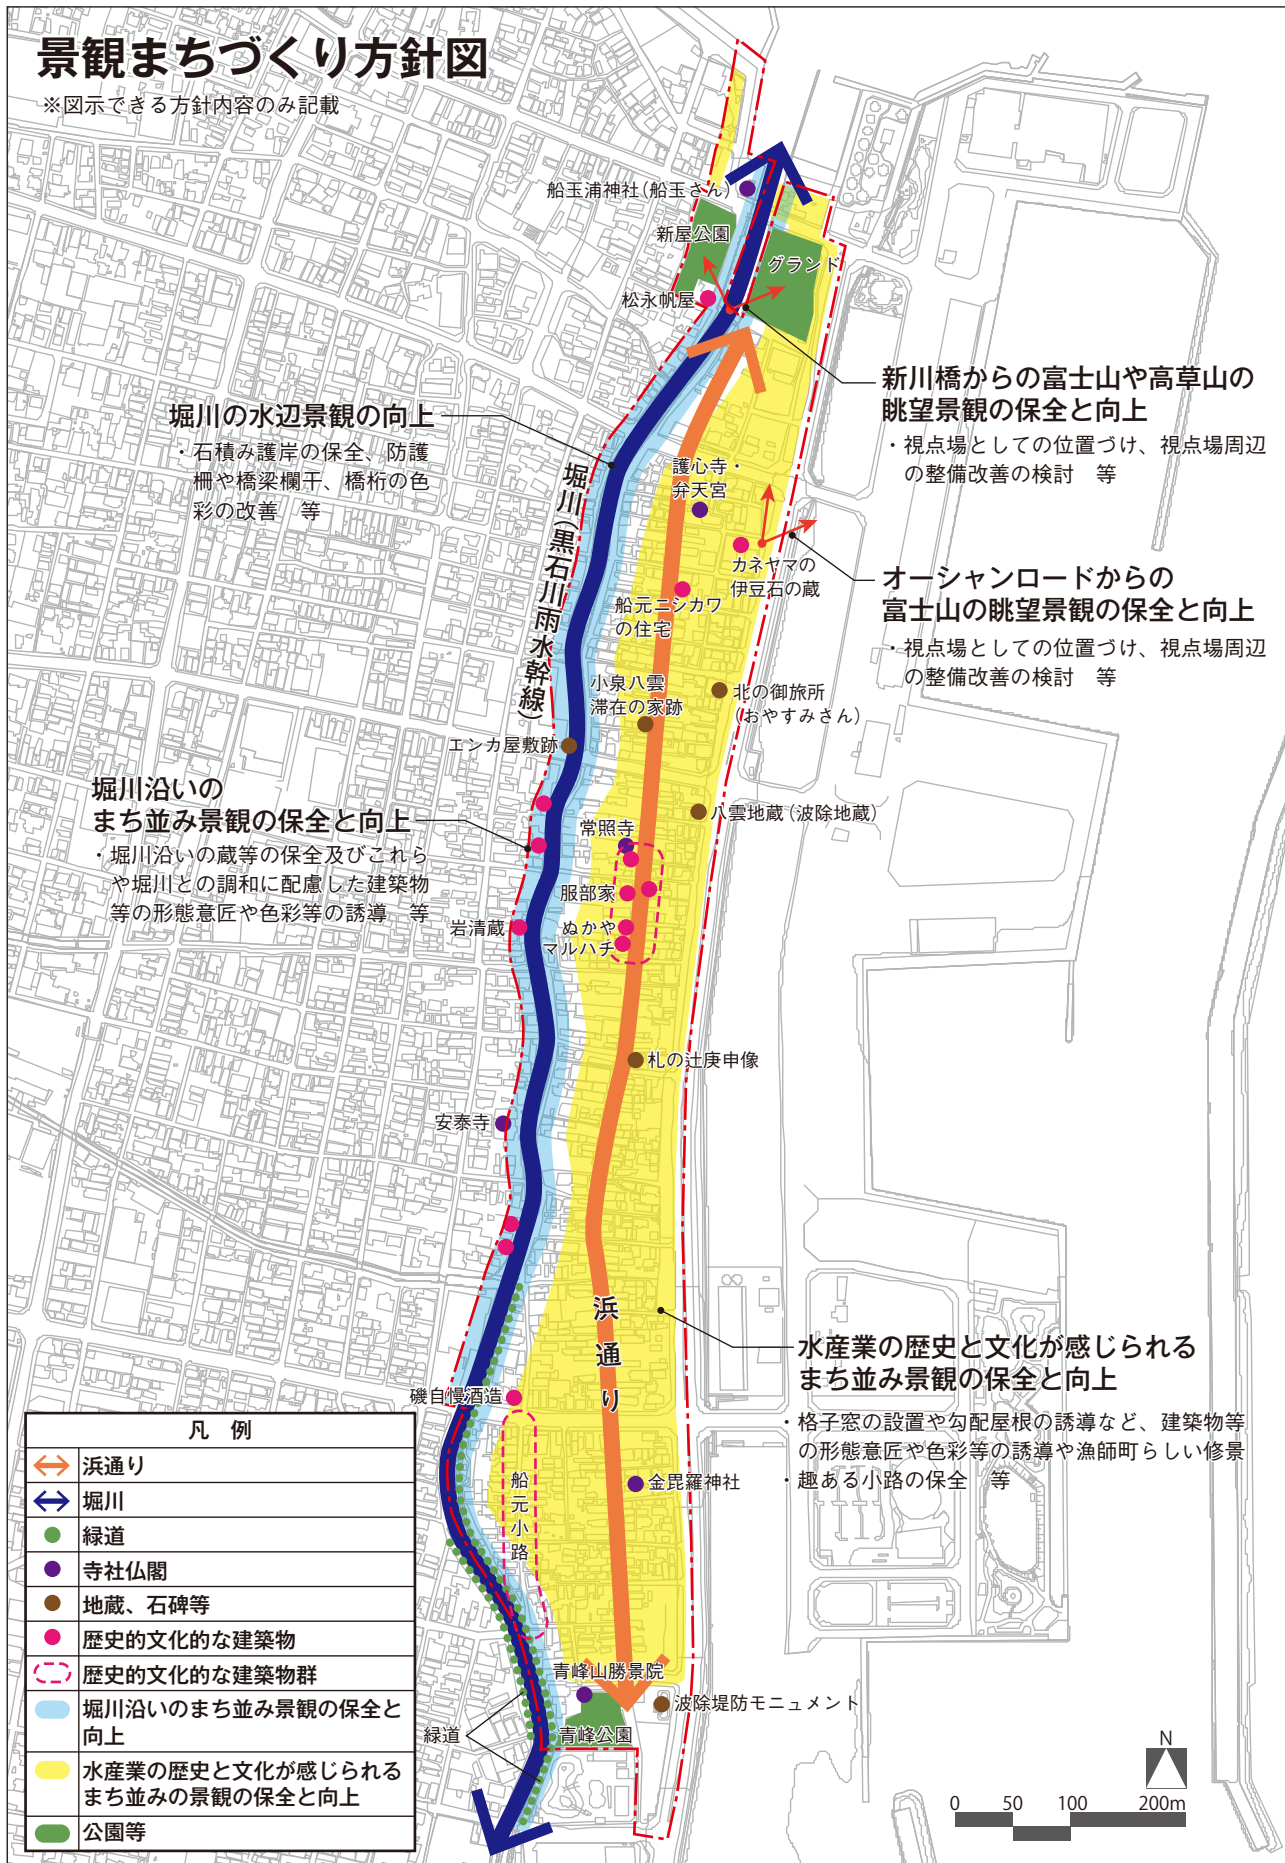 景観まちづくり方針図
※図示できる方針内容のみ記載
船玉浦神社(船玉さん)
新屋公園
グランド
松永帆屋
新川橋からの富士山や高草山の
眺望景観の保全と向上
・視点場としての位置づけ、視点場周辺
の整備改善の検討 等
堀川の水辺景観の向上
・石積み護岸の保全、防護
柵や橋梁欄干、橋桁の色
彩の改善 等
堀川(黒石川雨水幹線)
護心寺・
弁天宮
カネヤマの
伊豆石の蔵
オーシャンロードからの
富士山の眺望景観の保全と向上
・視点場としての位置づけ、視点場周辺
の整備改善の検討 等
船元ニシカワ
の住宅
小泉八雲
滞在の家跡
北の御旅所
(おやすみさん)
エンカ屋敷跡
堀川沿いの
まち並み景観の保全と向上
・堀川沿いの蔵等の保全及びこれら
や堀川との調和に配慮した建築物
等の形態意匠や色彩等の誘導 等
八雲地蔵(波除地蔵)
常照寺
服部家
岩清蔵
ぬかや
マルハチ
札の辻庚申像
安泰寺
浜通り
水産業の歴史と文化が感じられる
まち並み景観の保全と向上
・格子窓の設置や勾配屋根の誘導など、建築物等
の形態意匠や色彩等の誘導や漁師町らしい修景
・趣ある小路の保全 等
磯自慢酒造
船元小路
金毘羅神社
青峰山勝景院
波除堤防モニュメント
青峰公園
緑道
凡 例
浜通り
堀川
緑道
寺社仏閣
地蔵、石碑等
歴史的文化的な建築物
歴史的文化的な建築物群
堀川沿いのまち並み景観の保全と
向上
水産業の歴史と文化が感じられる
まち並みの景観の保全と向上
公園等
N
0 50 100 200m